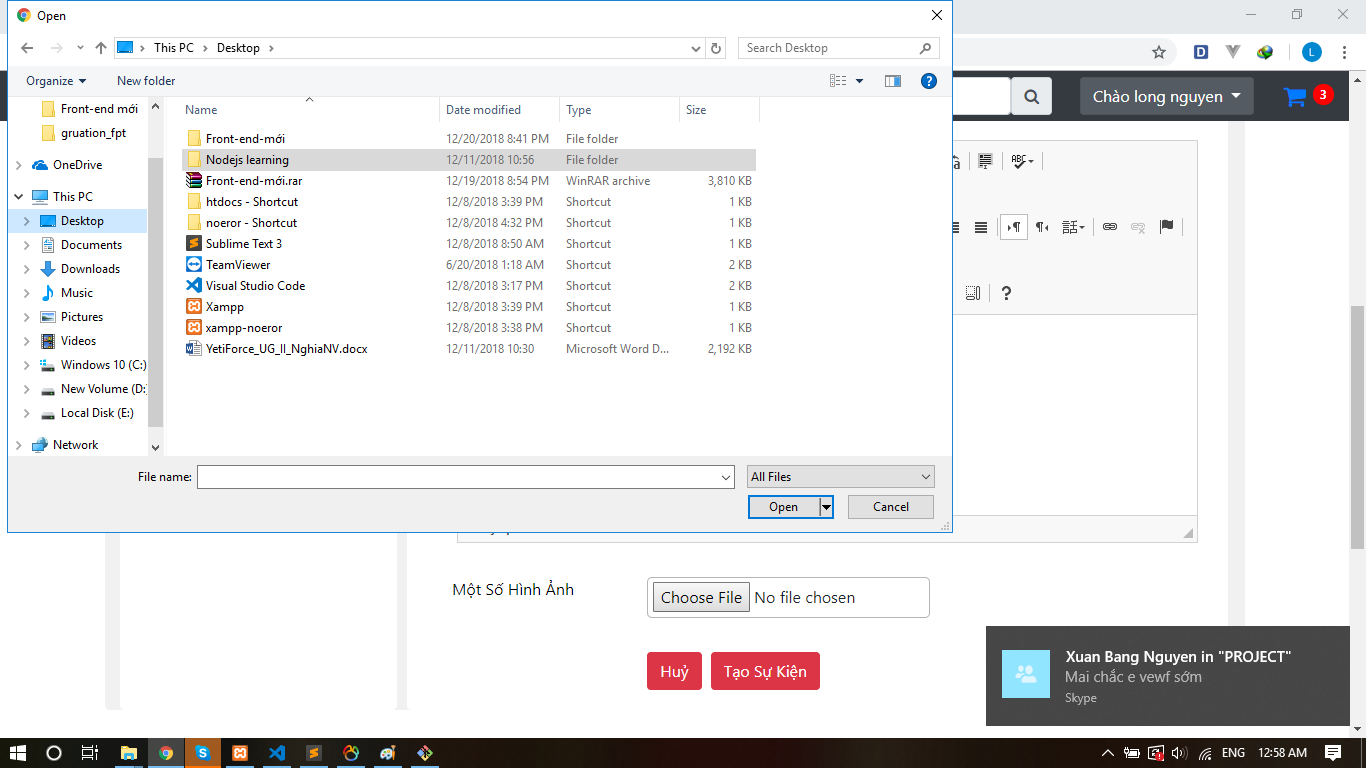 Open
This PC > Desktop >
Search Desktop
Organize
New folder
Front-end mới
gruation_fpt
OneDrive
This PC
Desktop
Documents
Downloads
Music
Pictures
Videos
Windows 10 (C:)
New Volume (D:
Local Disk (E:)
Network
Name Date modified Type Size
Front-end-mới 12/20/2018 8:41 PM File folder
Nodejs learning 12/11/2018 10:56 File folder
Front-end-mới.rar 12/19/2018 8:54 PM WinRAR archive 3,810 KB
htdocs - Shortcut 12/8/2018 3:39 PM Shortcut 1 KB
noeror - Shortcut 12/8/2018 4:32 PM Shortcut 1 KB
Sublime Text 3 12/8/2018 8:50 AM Shortcut 1 KB
TeamViewer 6/20/2018 1:18 AM Shortcut 2 KB
Visual Studio Code 12/8/2018 3:17 PM Shortcut 2 KB
Xampp 12/8/2018 3:39 PM Shortcut 1 KB
xampp-noeror 12/8/2018 3:38 PM Shortcut 1 KB
YetiForce_UG_II_NghiaNV.docx 12/11/2018 10:30 Microsoft Word D... 2,192 KB
File name:
All Files
Open
Cancel
D
L
Chào long nguyen
3
ABC
話
?
Một Số Hình Ảnh
Choose File No file chosen
Huỷ
Tạo Sự Kiện
Xuan Bang Nguyen in "PROJECT"
Mai chắc e vewf sớm
Skype
ENG
12:58 AM